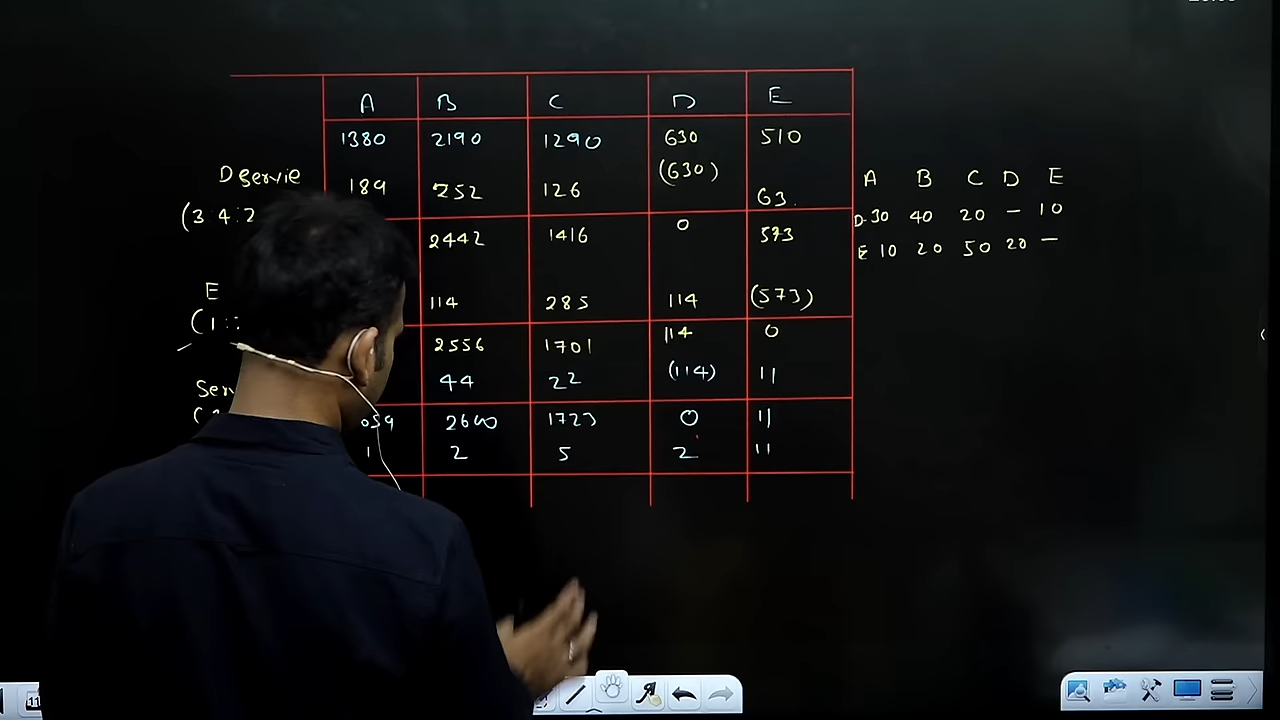 A B C D E
1380 2190 1290 630 510
(630)
Dservie 189 252 126 63.
(3 4:2
2442 1416 0 573
E 114 285 114 (573)
(1::
2556 1701 114 0
Ser 44 22 (114) 11
059 2600 1723 0 11
1 2 5 2 11
A B C D E
D 30 40 20 – 10
E 10 20 50 20 –